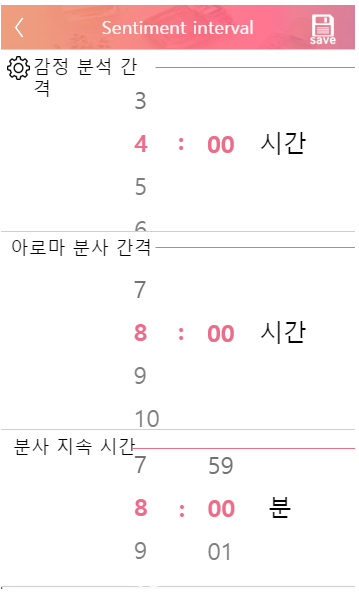 Sentiment interval
save
감정 분석 간
격
3
4 : 00 시간
5
6
아로마 분사 간격
7
8 : 00 시간
9
10
분사 지속 시간
7 59
8 : 00 분
9 01